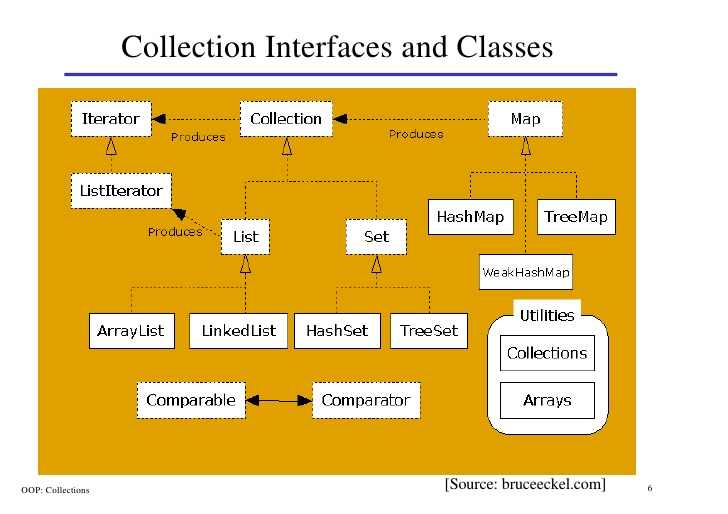 Collection Interfaces and Classes
Iterator
Produces
Collection
Produces
Map
ListIterator
Produces
List
Set
HashMap
TreeMap
WeakHashMap
ArrayList
LinkedList
HashSet
TreeSet
Utilities
Collections
Arrays
Comparable
Comparator
[Source: bruceeckel.com]
OOP: Collections
6